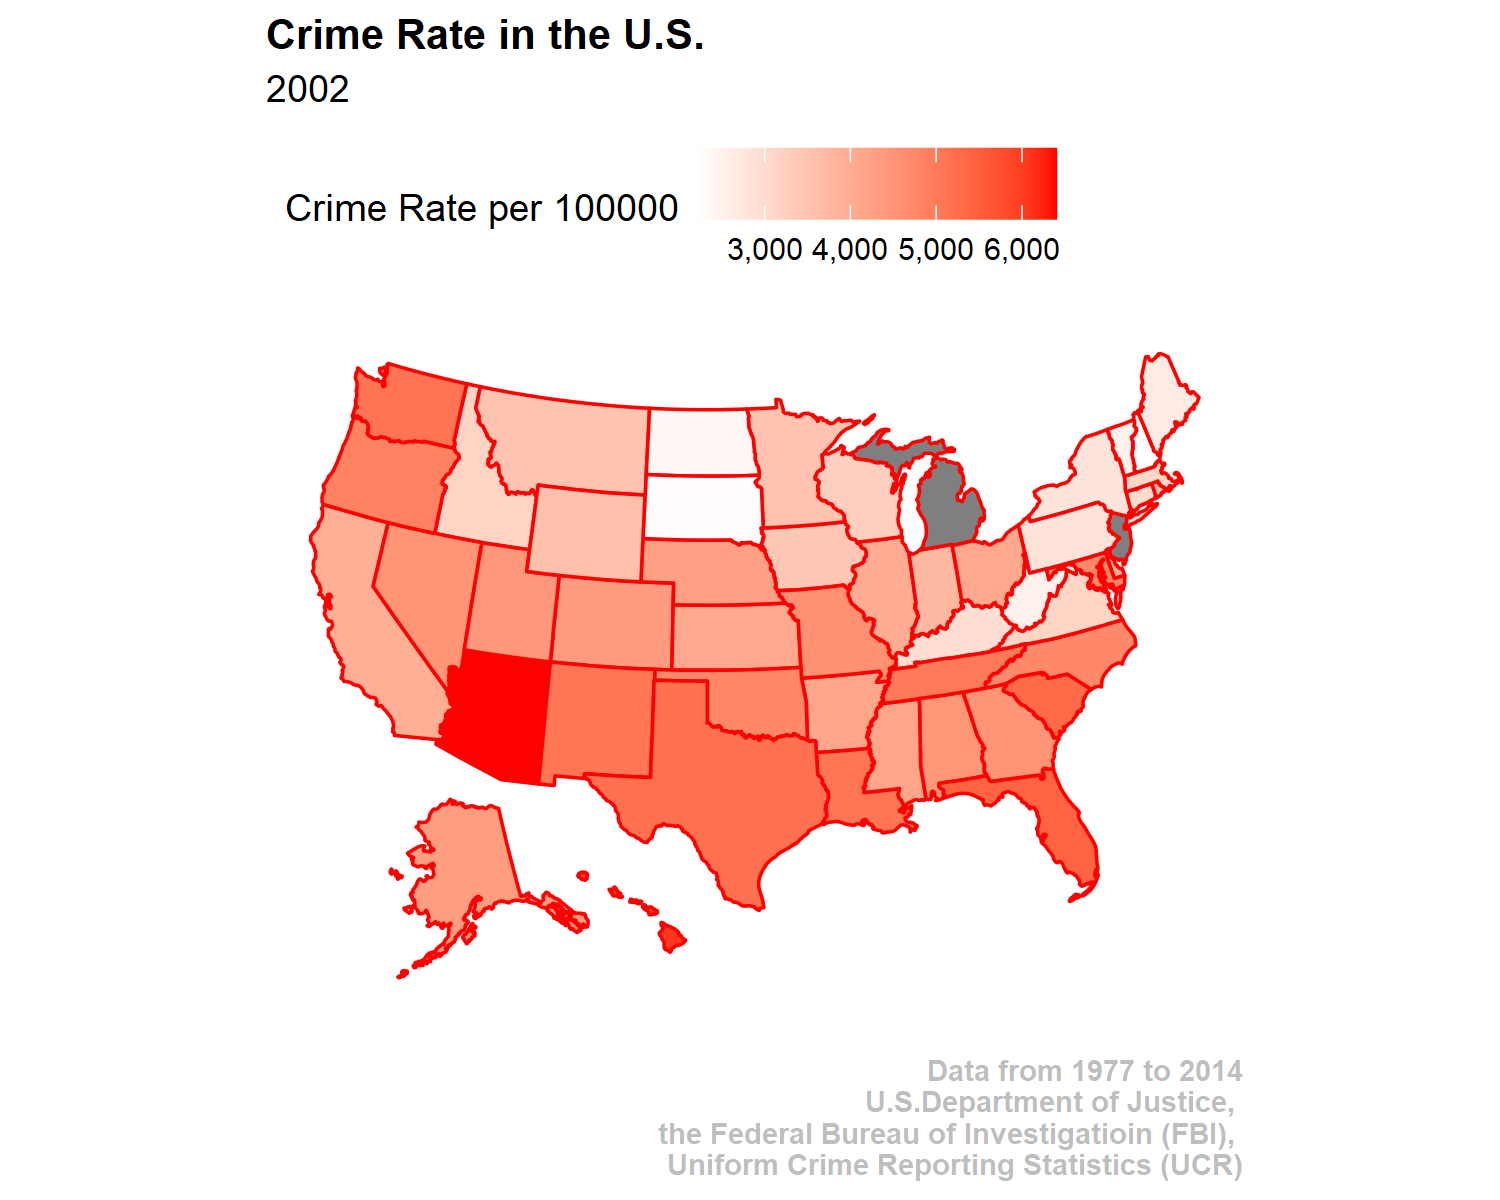 Crime Rate in the U.S.
2002
Crime Rate per 100000
3,000 4,000 5,000 6,000
Data from 1977 to 2014
U.S.Department of Justice,
the Federal Bureau of Investigatioin (FBI),
Uniform Crime Reporting Statistics (UCR)